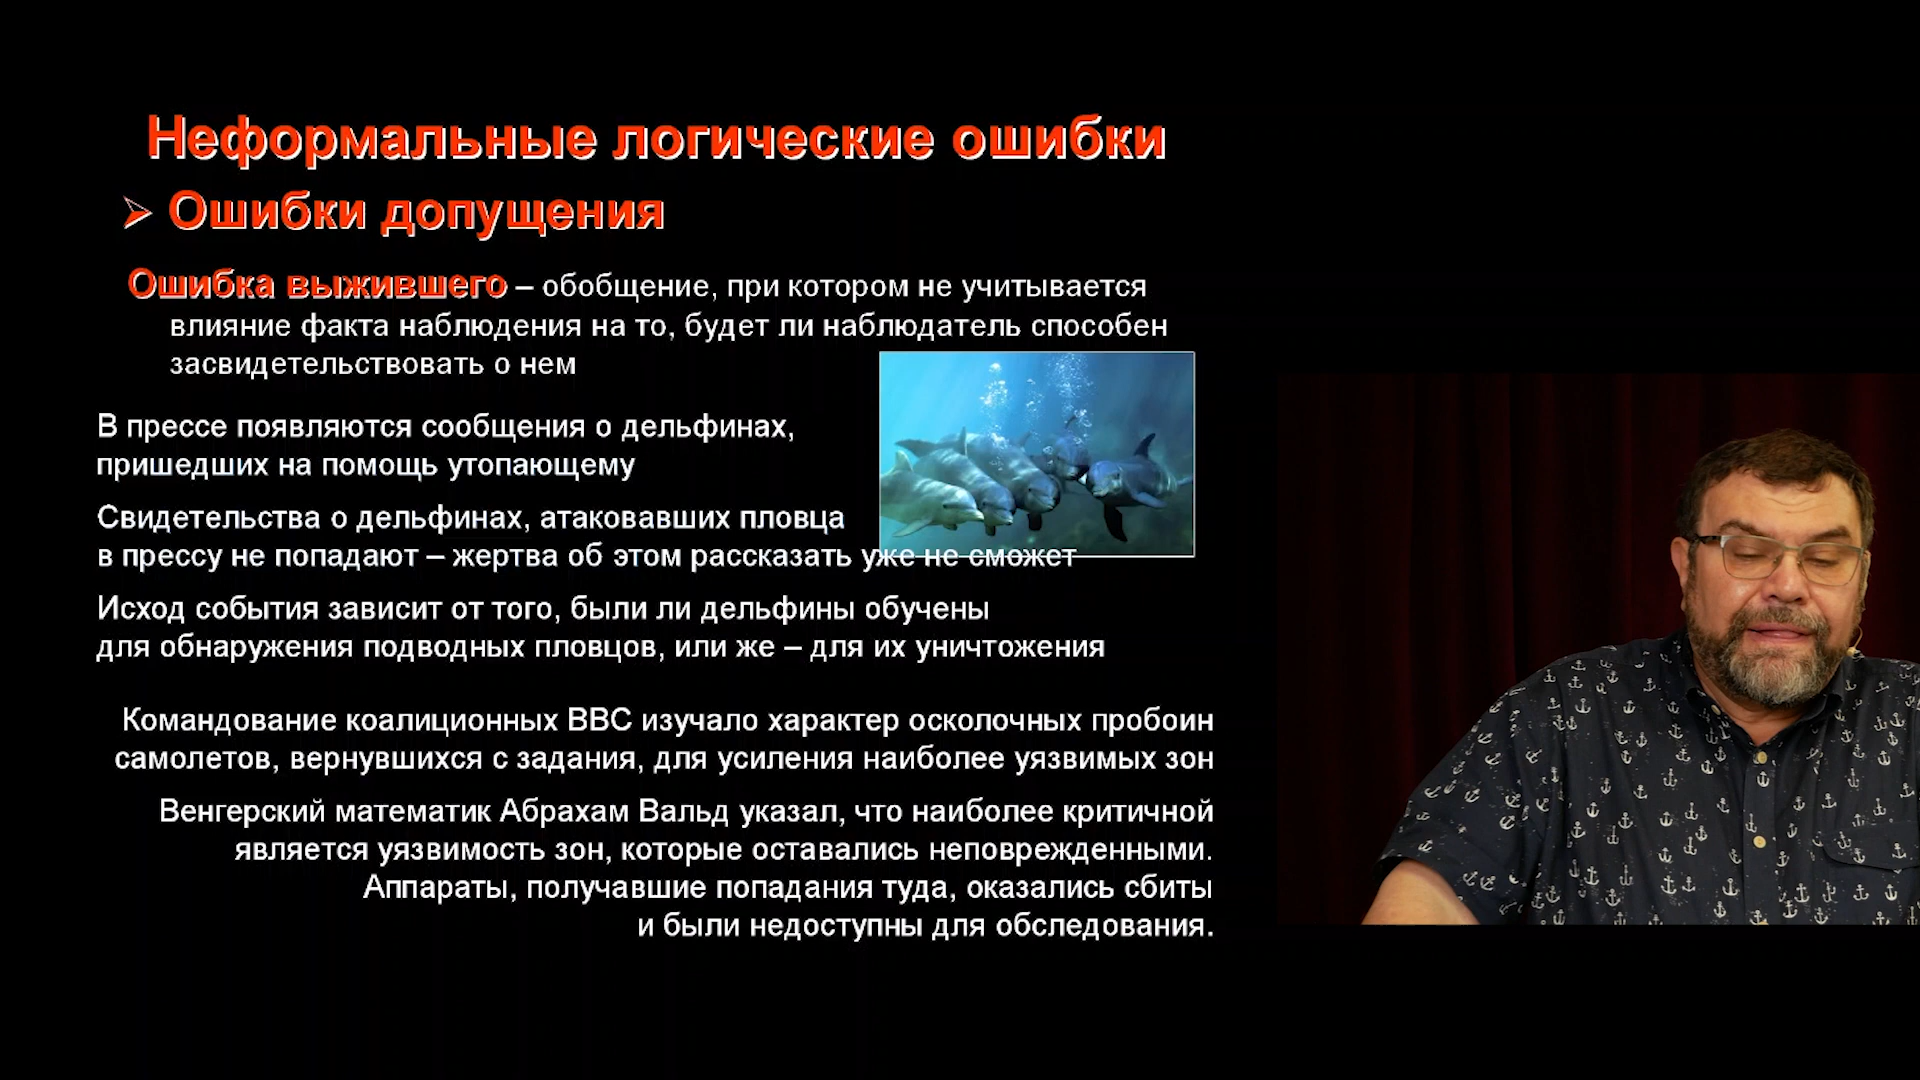 Неформальные логические ошибки
Ошибки допущения
Ошибка выжившего – обобщение, при котором не учитывается
влияние факта наблюдения на то, будет ли наблюдатель способен
засвидетельствовать о нем
В прессе появляются сообщения о дельфинах,
пришедших на помощь утопающему
Свидетельства о дельфинах, атаковавших пловца
в прессу не попадают – жертва об этом рассказать уже не сможет
Исход события зависит от того, были ли дельфины обучены
для обнаружения подводных пловцов, или же – для их уничтожения
Командование коалиционных ВВС изучало характер осколочных пробоин
самолетов, вернувшихся с задания, для усиления наиболее уязвимых зон
Венгерский математик Абрахам Вальд указал, что наиболее критичной
является уязвимость зон, которые оставались неповрежденными.
Аппараты, получавшие попадания туда, оказались сбиты
и были недоступны для обследования.